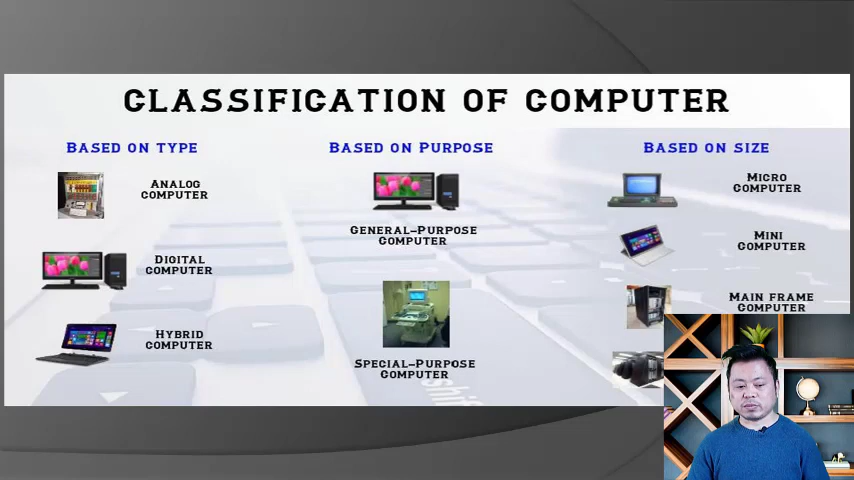 CLASSIFICATION OF COMPUTER
BASED ON TYPE
ANALOG
COMPUTER
DIGITAL
COMPUTER
HYBRID
COMPUTER
BASED ON PURPOSE
GENERAL-PURPOSE
COMPUTER
SPECIAL-PURPOSE
COMPUTER
BASED ON SIZE
MICRO
COMPUTER
MINI
COMPUTER
MAIN FRAME
COMPUTER
shift